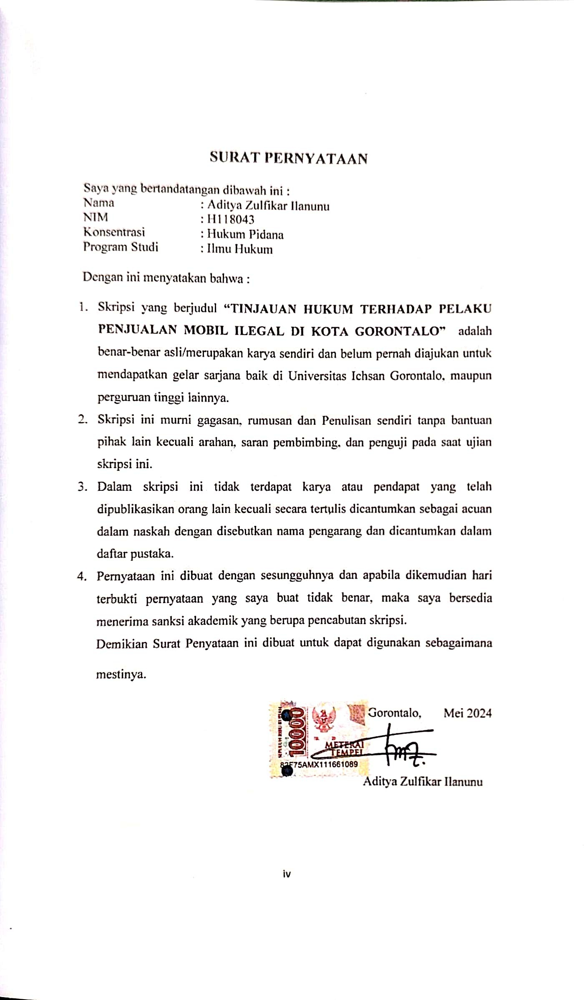 SURAT PERNYATAAN
Saya yang bertandatangan dibawah ini :
Nama : Aditya Zulfikar Ilanunu
NIM : H118043
Konsentrasi : Hukum Pidana
Program Studi : Ilmu Hukum
Dengan ini menyatakan bahwa :
1. Skripsi yang berjudul “TINJAUAN HUKUM TERHADAP PELAKU
PENJUALAN MOBIL ILEGAL DI KOTA GORONTALO” adalah
benar-benar asli/merupakan karya sendiri dan belum pernah diajukan untuk
mendapatkan gelar sarjana baik di Universitas Ichsan Gorontalo, maupun
perguruan tinggi lainnya.
2. Skripsi ini murni gagasan, rumusan dan Penulisan sendiri tanpa bantuan
pihak lain kecuali arahan, saran pembimbing, dan penguji pada saat ujian
skripsi ini.
3. Dalam skripsi ini tidak terdapat karya atau pendapat yang telah
dipublikasikan orang lain kecuali secara tertulis dicantumkan sebagai acuan
dalam naskah dengan disebutkan nama pengarang dan dicantumkan dalam
daftar pustaka.
4. Pernyataan ini dibuat dengan sesungguhnya dan apabila dikemudian hari
terbukti pernyataan yang saya buat tidak benar, maka saya bersedia
menerima sanksi akademik yang berupa pencabutan skripsi.
Demikian Surat Penyataan ini dibuat untuk dapat digunakan sebagaimana
mestinya.
Gorontalo, Mei 2024
SEPULUH RIBU RUPIAH
10000
METERAI
TEMPEL
AMX111661089
Aditya Zulfikar Ilanunu
iv